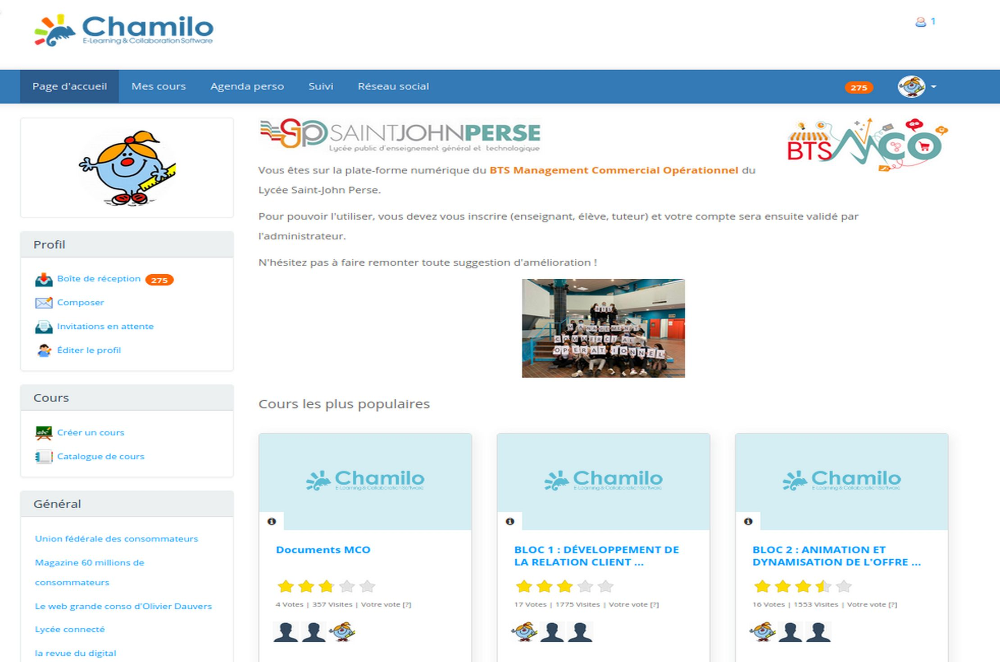 Chamilo
E-Learning & Collaboration Software
1
Page d'accueil
Mes cours
Agenda perso
Suivi
Réseau social
275
SAINTJOHNPERSE
Lycée public d'enseignement général et technologique
BTS MCO
Vous êtes sur la plate-forme numérique du BTS Management Commercial Opérationnel du
Lycée Saint-John Perse.
Pour pouvoir l'utiliser, vous devez vous inscrire (enseignant, élève, tuteur) et votre compte sera ensuite validé par
l'administrateur.
N'hésitez pas à faire remonter toute suggestion d'amélioration !
BTS
MANAGEMENT
COMMERCIAL
OPERATIONNEL
Profil
Boîte de réception 275
Composer
Invitations en attente
Éditer le profil
Cours
Créer un cours
Catalogue de cours
Général
Union fédérale des consommateurs
Magazine 60 millions de
consommateurs
Le web grande conso d'Olivier Dauvers
Lycée connecté
la revue du digital
Cours les plus populaires
Chamilo
E-Learning & Collaboration Software
Documents MCO
4 Votes | 357 Visites | Votre vote [?]
Chamilo
E-Learning & Collaboration Software
BLOC 1 : DÉVELOPPEMENT DE
LA RELATION CLIENT ...
17 Votes | 1775 Visites | Votre vote [?]
Chamilo
E-Learning & Collaboration Software
BLOC 2 : ANIMATION ET
DYNAMISATION DE L'OFFRE ...
16 Votes | 1553 Visites | Votre vote [?]